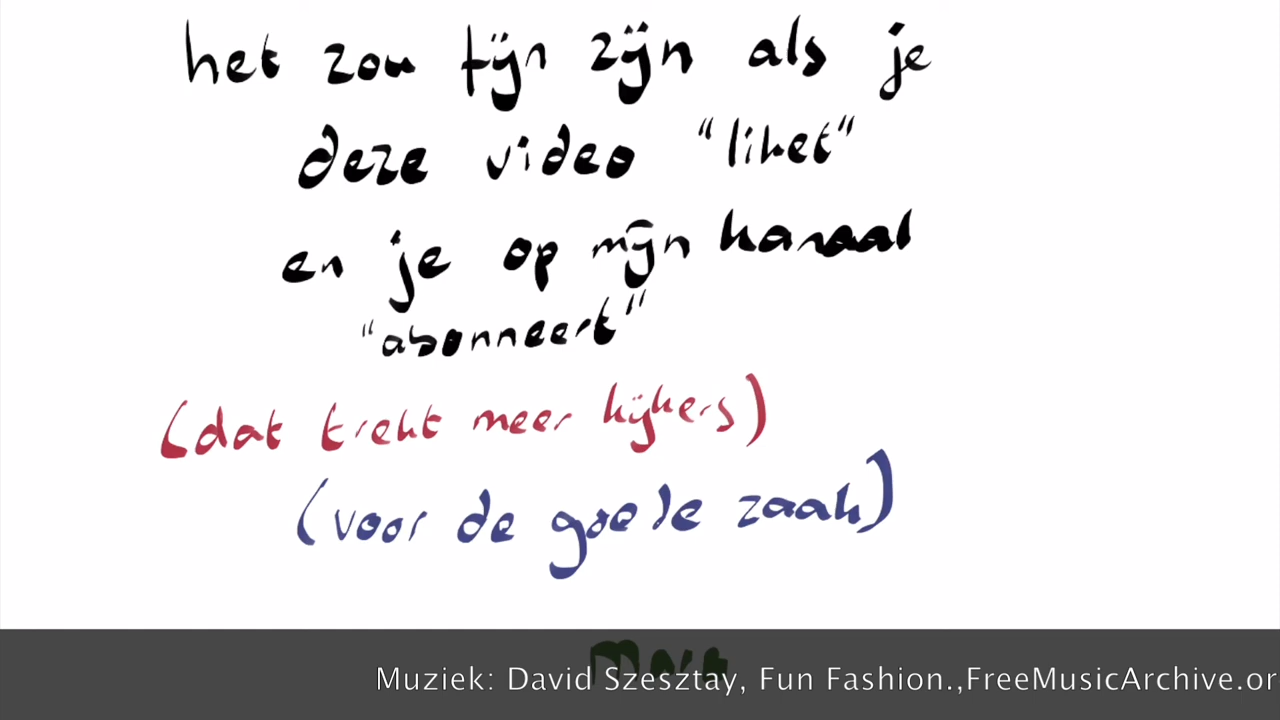 het zou fijn zijn als je
deze video "liket"
en je op mijn kanaal
"abonneert"
(dat trekt meer kijkers)
(voor de goede zaak)
Muziek: David Szesztay, Fun Fashion.,FreeMusicArchive.or